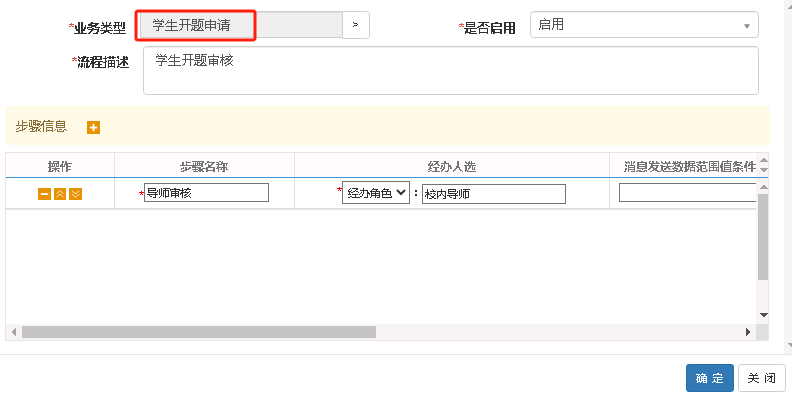 *业务类型 学生开题申请 > *是否启用 启用
*流程描述 学生开题审核
步骤信息
操作 步骤名称 经办人选 消息发送数据范围值条件
*导师审核 *经办角色 : 校内导师
确 定 关 闭